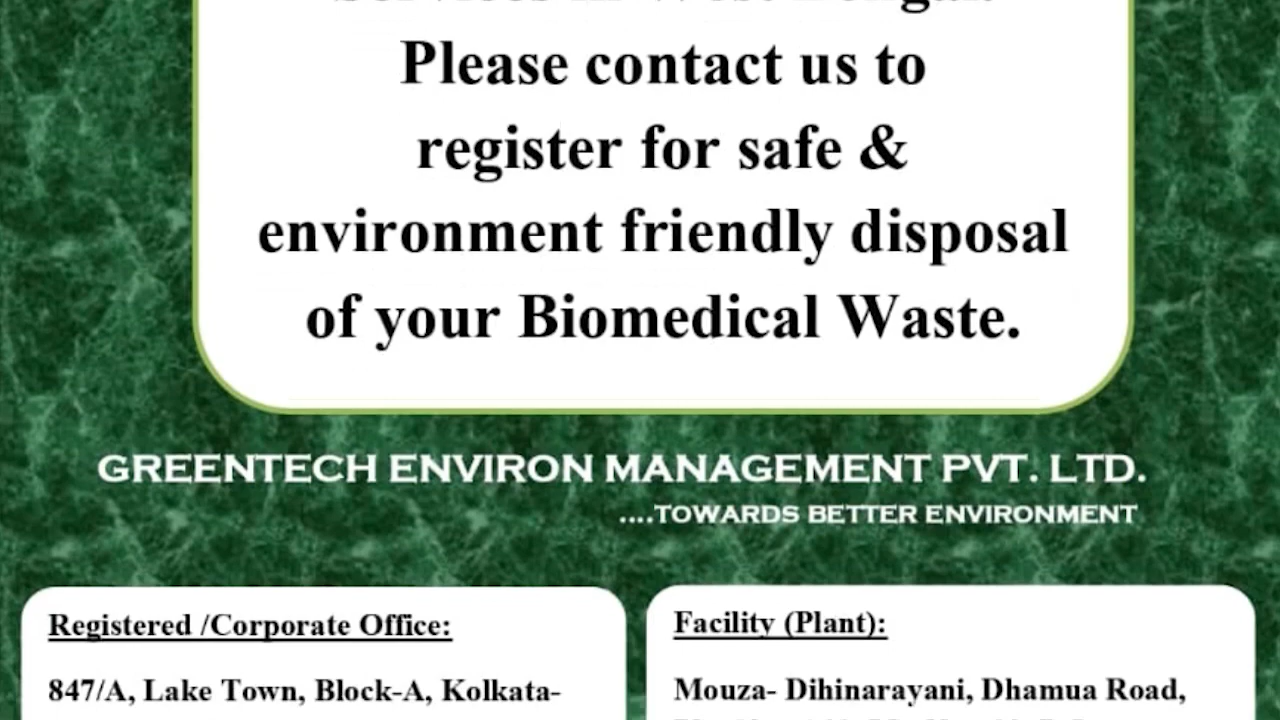 Please contact us to
register for safe &
environment friendly disposal
of your Biomedical Waste.
GREENTECH ENVIRON MANAGEMENT PVT. LTD.
....TOWARDS BETTER ENVIRONMENT
Registered /Corporate Office:
847/A, Lake Town, Block-A, Kolkata-
Facility (Plant):
Mouza- Dihinarayani, Dhamua Road,